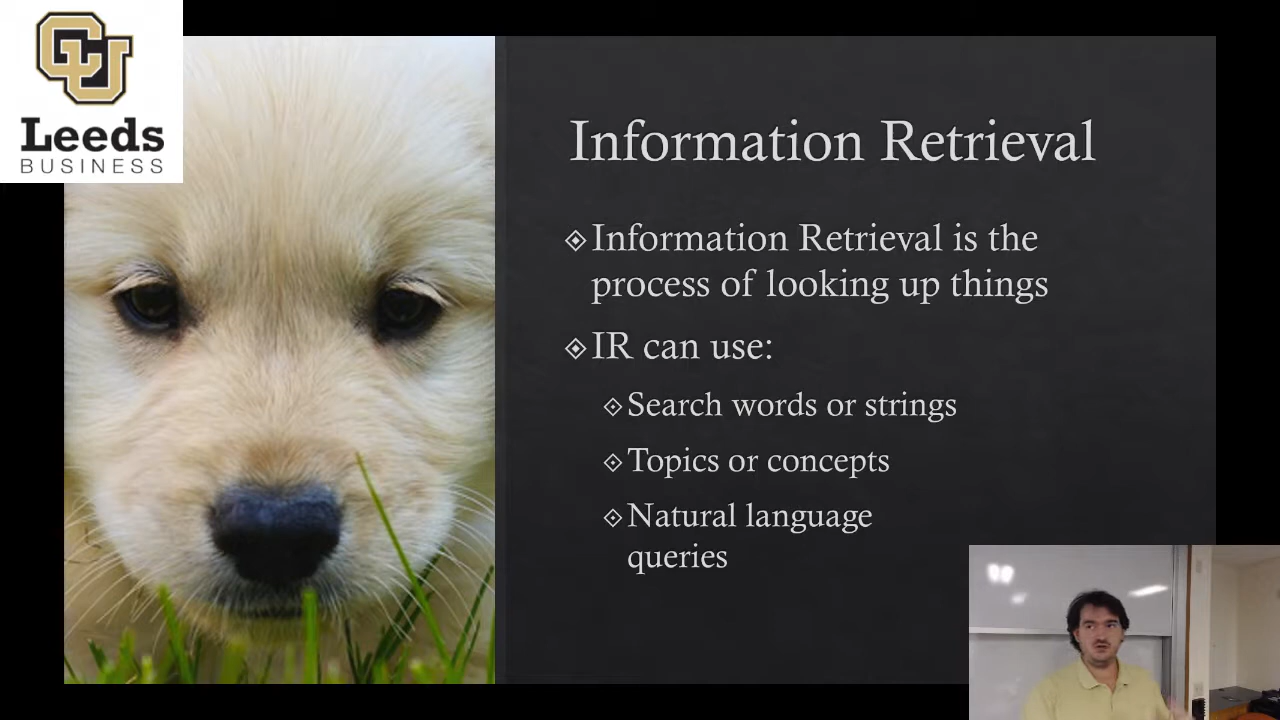 CU
Leeds
BUSINESS
Information Retrieval
Information Retrieval is the
process of looking up things
IR can use:
Search words or strings
Topics or concepts
Natural language
queries